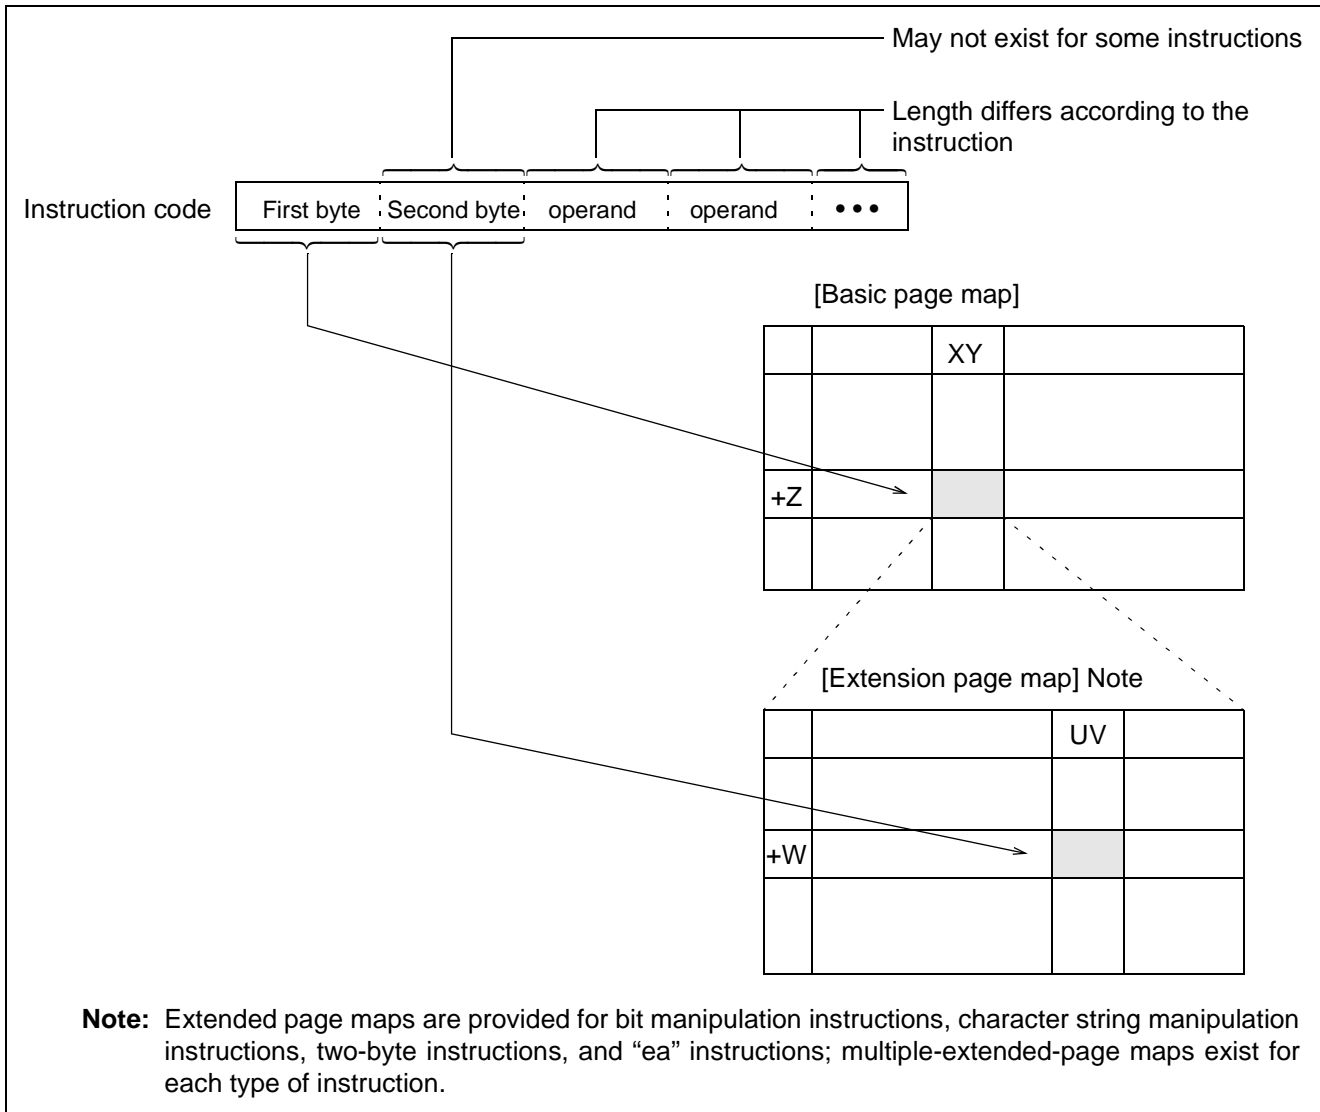 May not exist for some instructions
Length differs according to the
instruction
Instruction code First byte Second byte operand operand •••
[Basic page map]
XY
+Z
[Extension page map] Note
UV
+W
Note: Extended page maps are provided for bit manipulation instructions, character string manipulation
instructions, two-byte instructions, and “ea” instructions; multiple-extended-page maps exist for
each type of instruction.